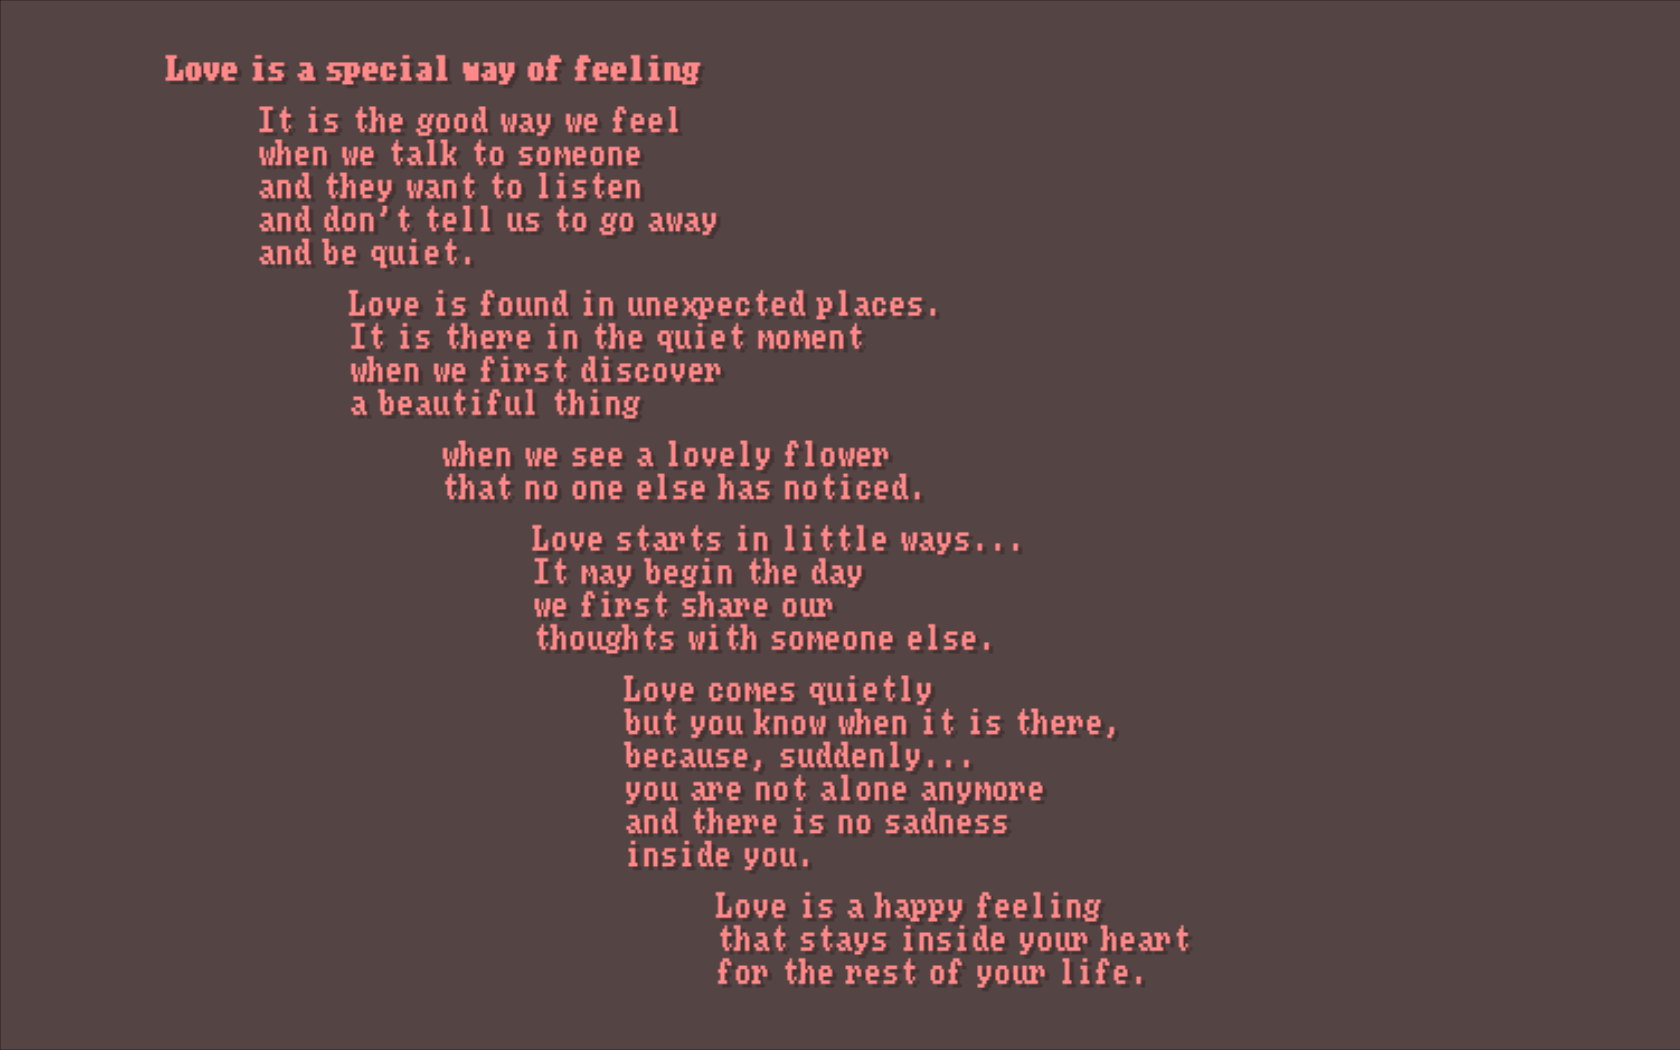 Love is a special way of feeling
It is the good way we feel
when we talk to someone
and they want to listen
and don't tell us to go away
and be quiet.
Love is found in unexpected places.
It is there in the quiet moment
when we first discover
a beautiful thing
when we see a lovely flower
that no one else has noticed.
Love starts in little ways...
It may begin the day
we first share our
thoughts with someone else.
Love comes quietly
but you know when it is there,
because, suddenly...
you are not alone anymore
and there is no sadness
inside you.
Love is a happy feeling
that stays inside your heart
for the rest of your life.